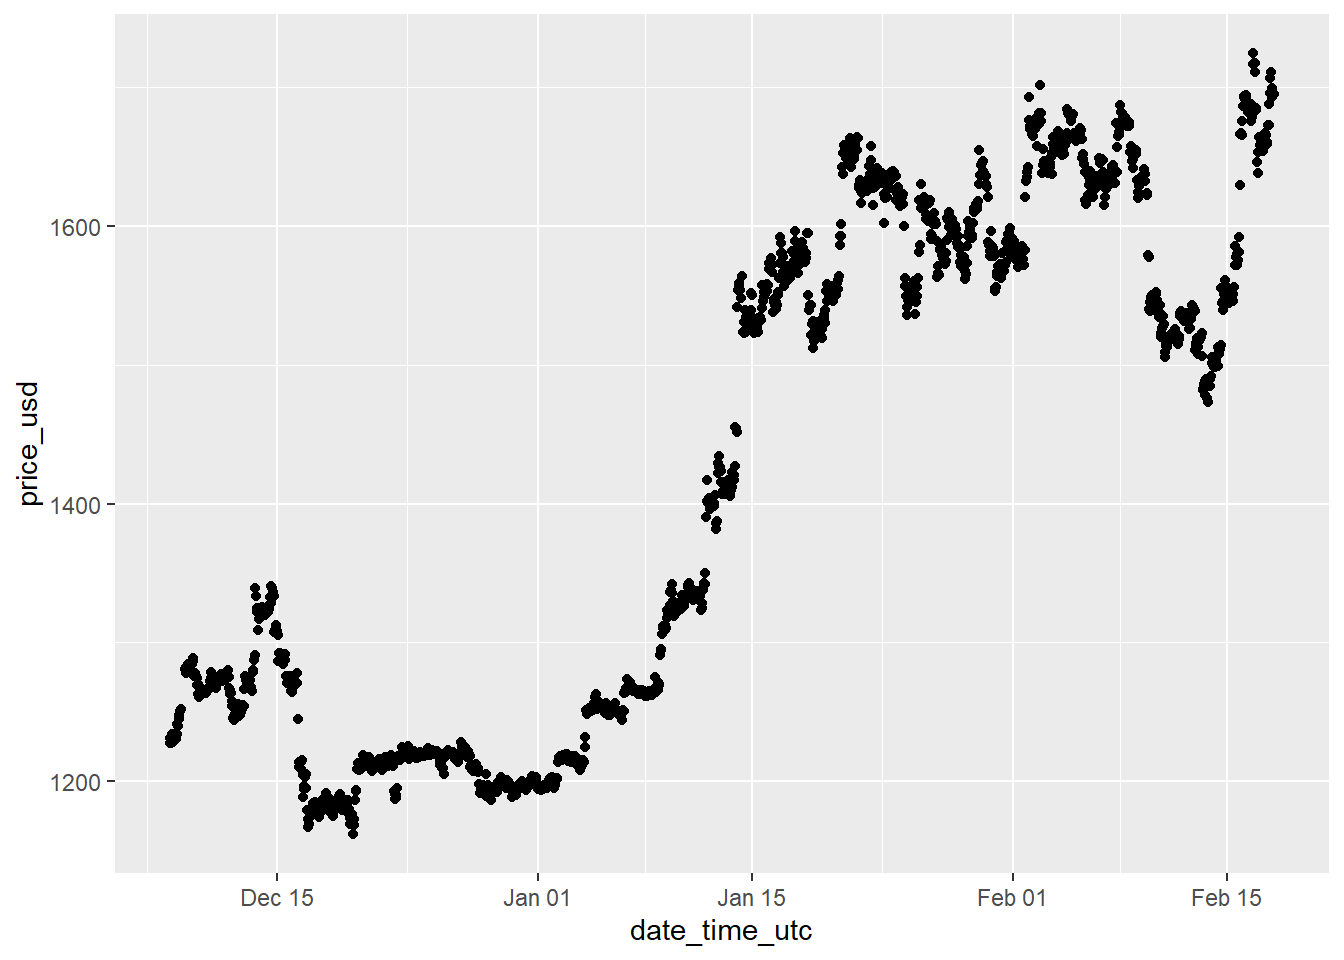 price_usd
1600
1400
1200
Dec 15
Jan 01
Jan 15
Feb 01
Feb 15
date_time_utc